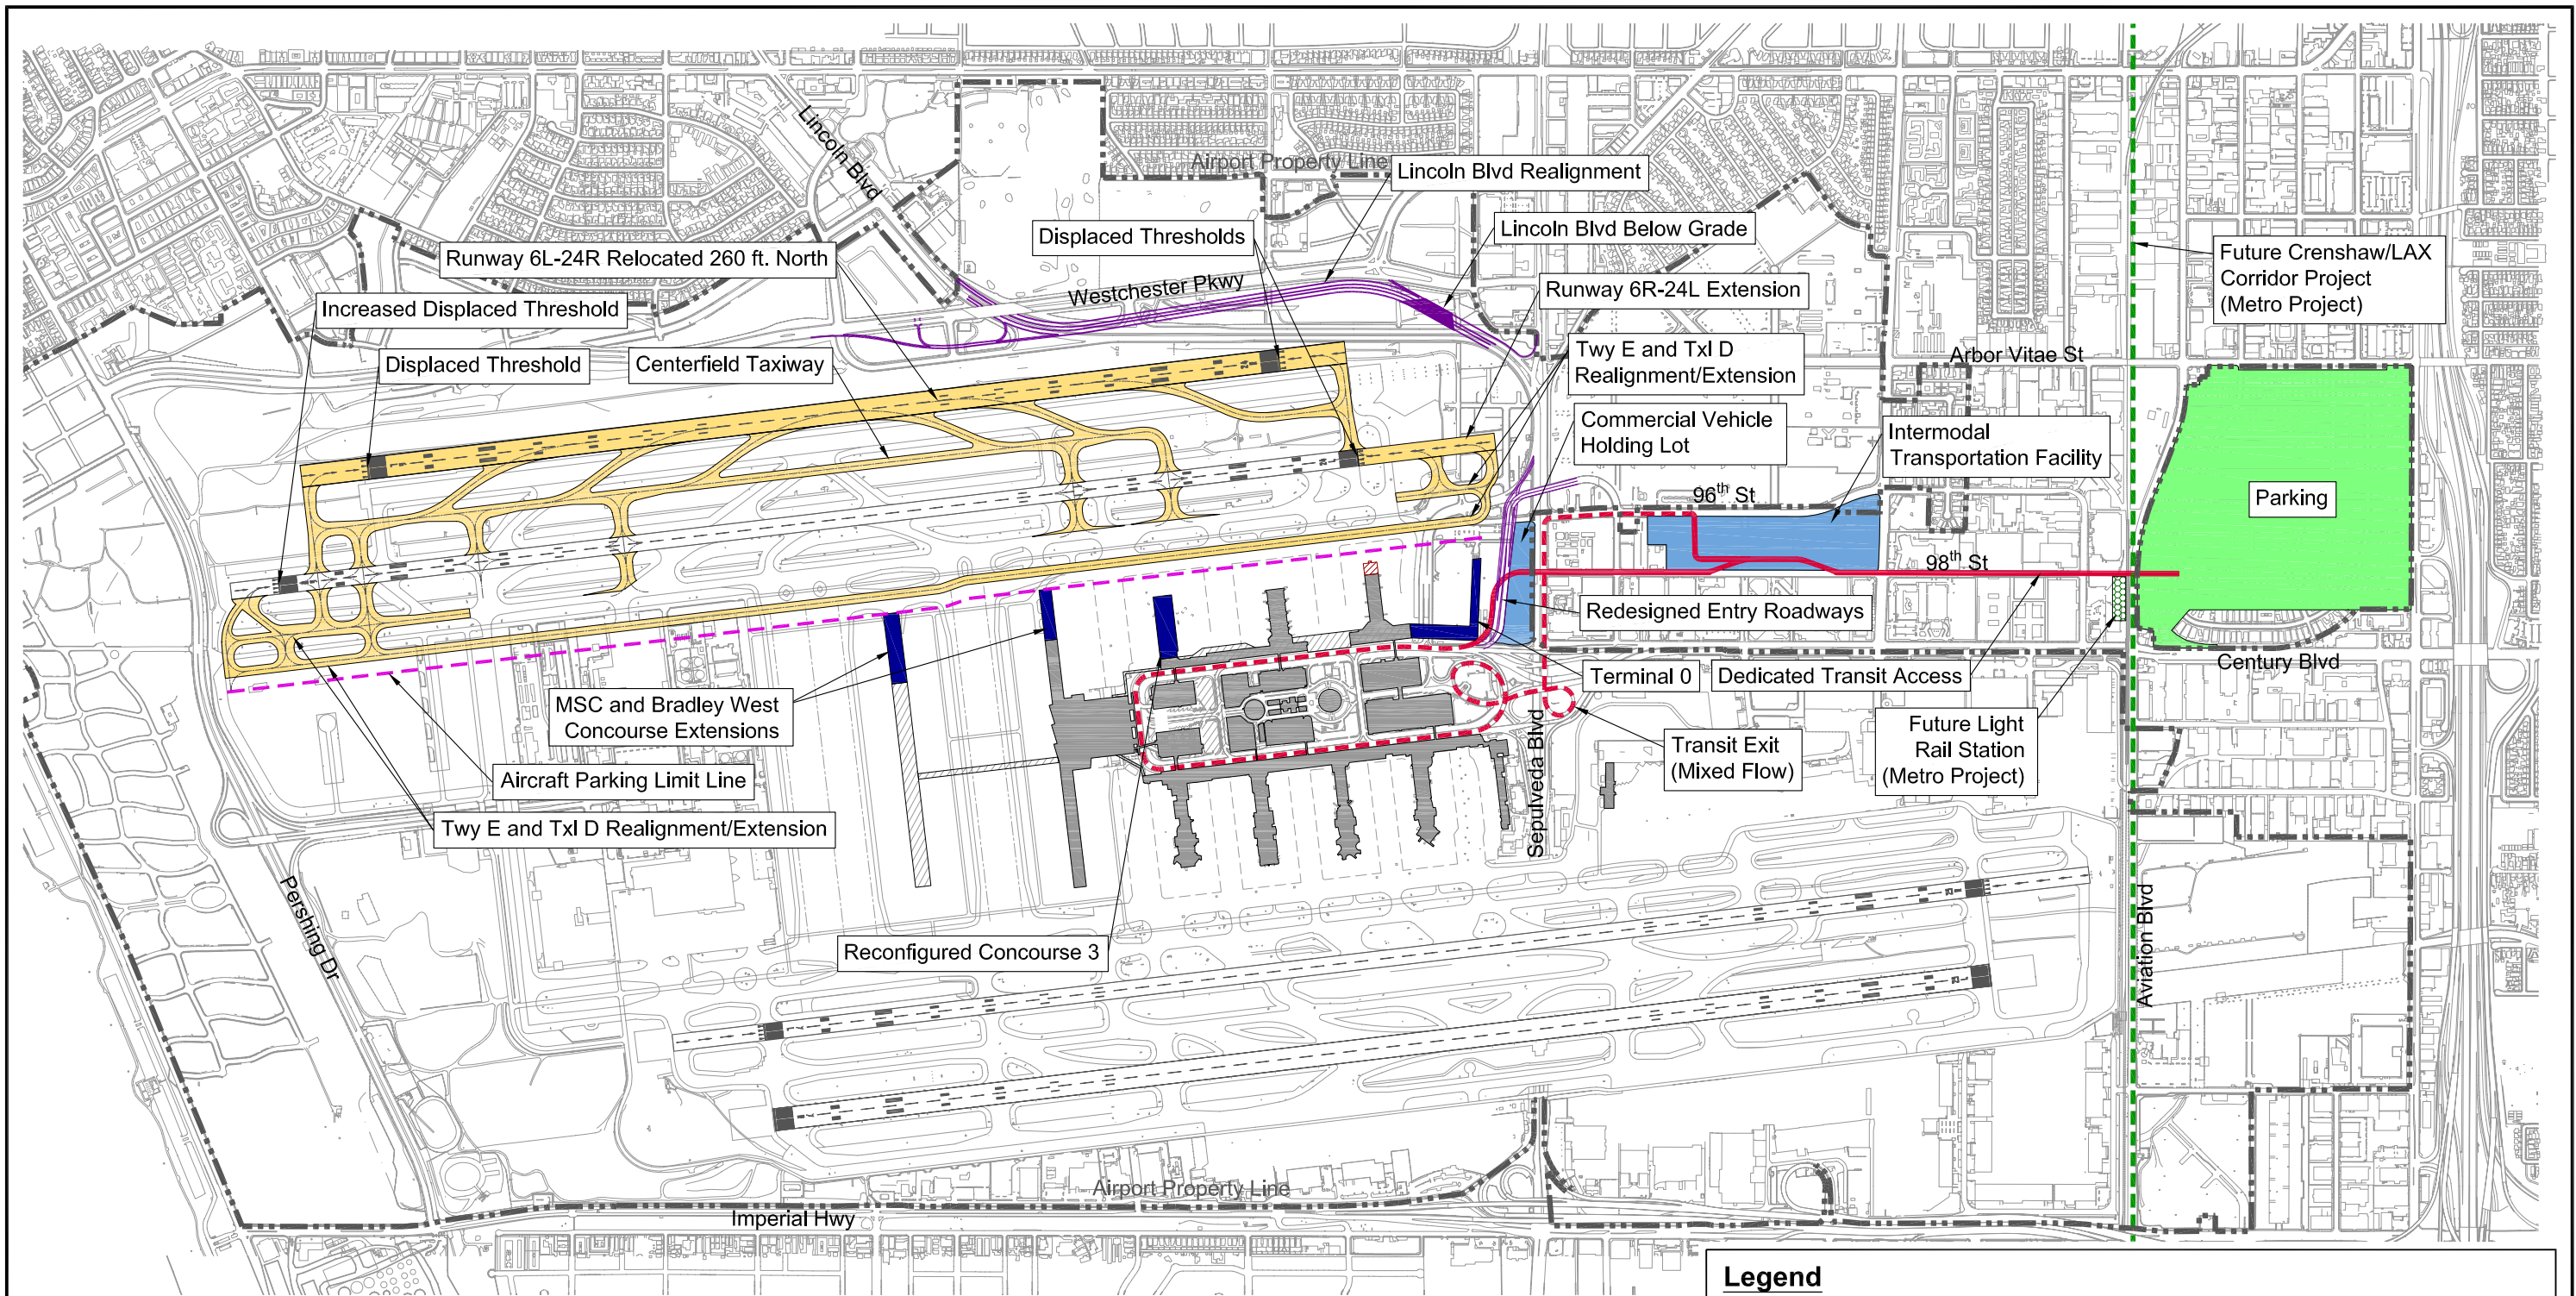 Lincoln Blvd
Airport Property Line
Lincoln Blvd Realignment
Displaced Thresholds
Lincoln Blvd Below Grade
Runway 6L-24R Relocated 260 ft. North
Future Crenshaw/LAX
Corridor Project
(Metro Project)
Westchester Pkwy
Runway 6R-24L Extension
Increased Displaced Threshold
Twy E and Txl D
Realignment/Extension
Arbor Vitae St
Displaced Threshold
Centerfield Taxiway
Commercial Vehicle
Holding Lot
Intermodal
Transportation Facility
96th St
Parking
98th St
Redesigned Entry Roadways
Century Blvd
Terminal 0
Dedicated Transit Access
MSC and Bradley West
Concourse Extensions
Future Light
Rail Station
(Metro Project)
Transit Exit
(Mixed Flow)
Sepulveda Blvd
Aircraft Parking Limit Line
Twy E and Txl D Realignment/Extension
Pershing Dr
Reconfigured Concourse 3
Aviation Blvd
Airport Property Line
Imperial Hwy
Legend